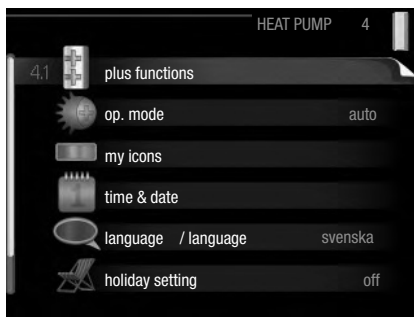 HEAT PUMP 4
4.1 plus functions
op. mode auto
my icons
time & date
language / language svenska
holiday setting off